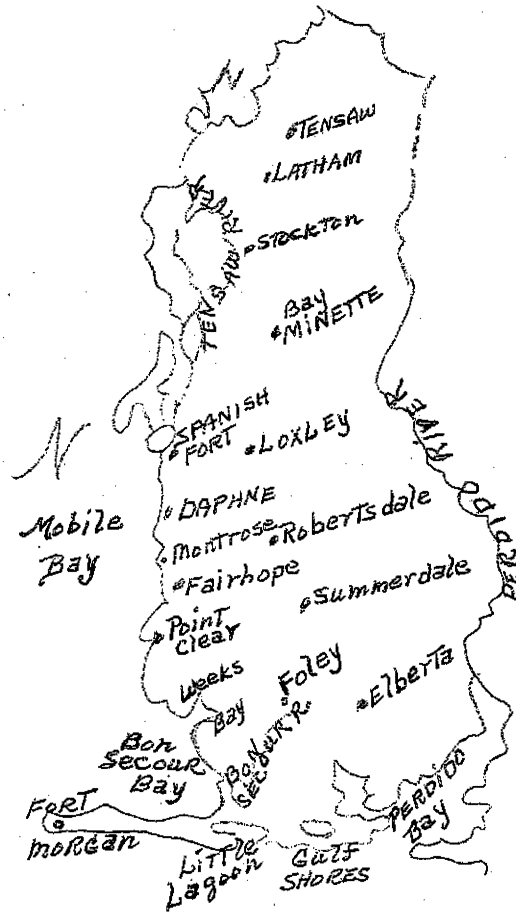 TENSAW
LATHAM
STOCKTON
TENSAW RIVER
Bay
MINETTE
SPANISH
FORT
LOXLEY
PERDIDO RIVER
N
Mobile
Bay
DAPHNE
Montrose
Robertsdale
Fairhope
Summerdale
Point
Clear
Weeks
Bay
Foley
Elberta
Bon
Secour
Bay
BON
SECOUR R.
PERDIDO
Bay
FORT
MORGAN
LITTLE
Lagoon
Gulf
SHORES